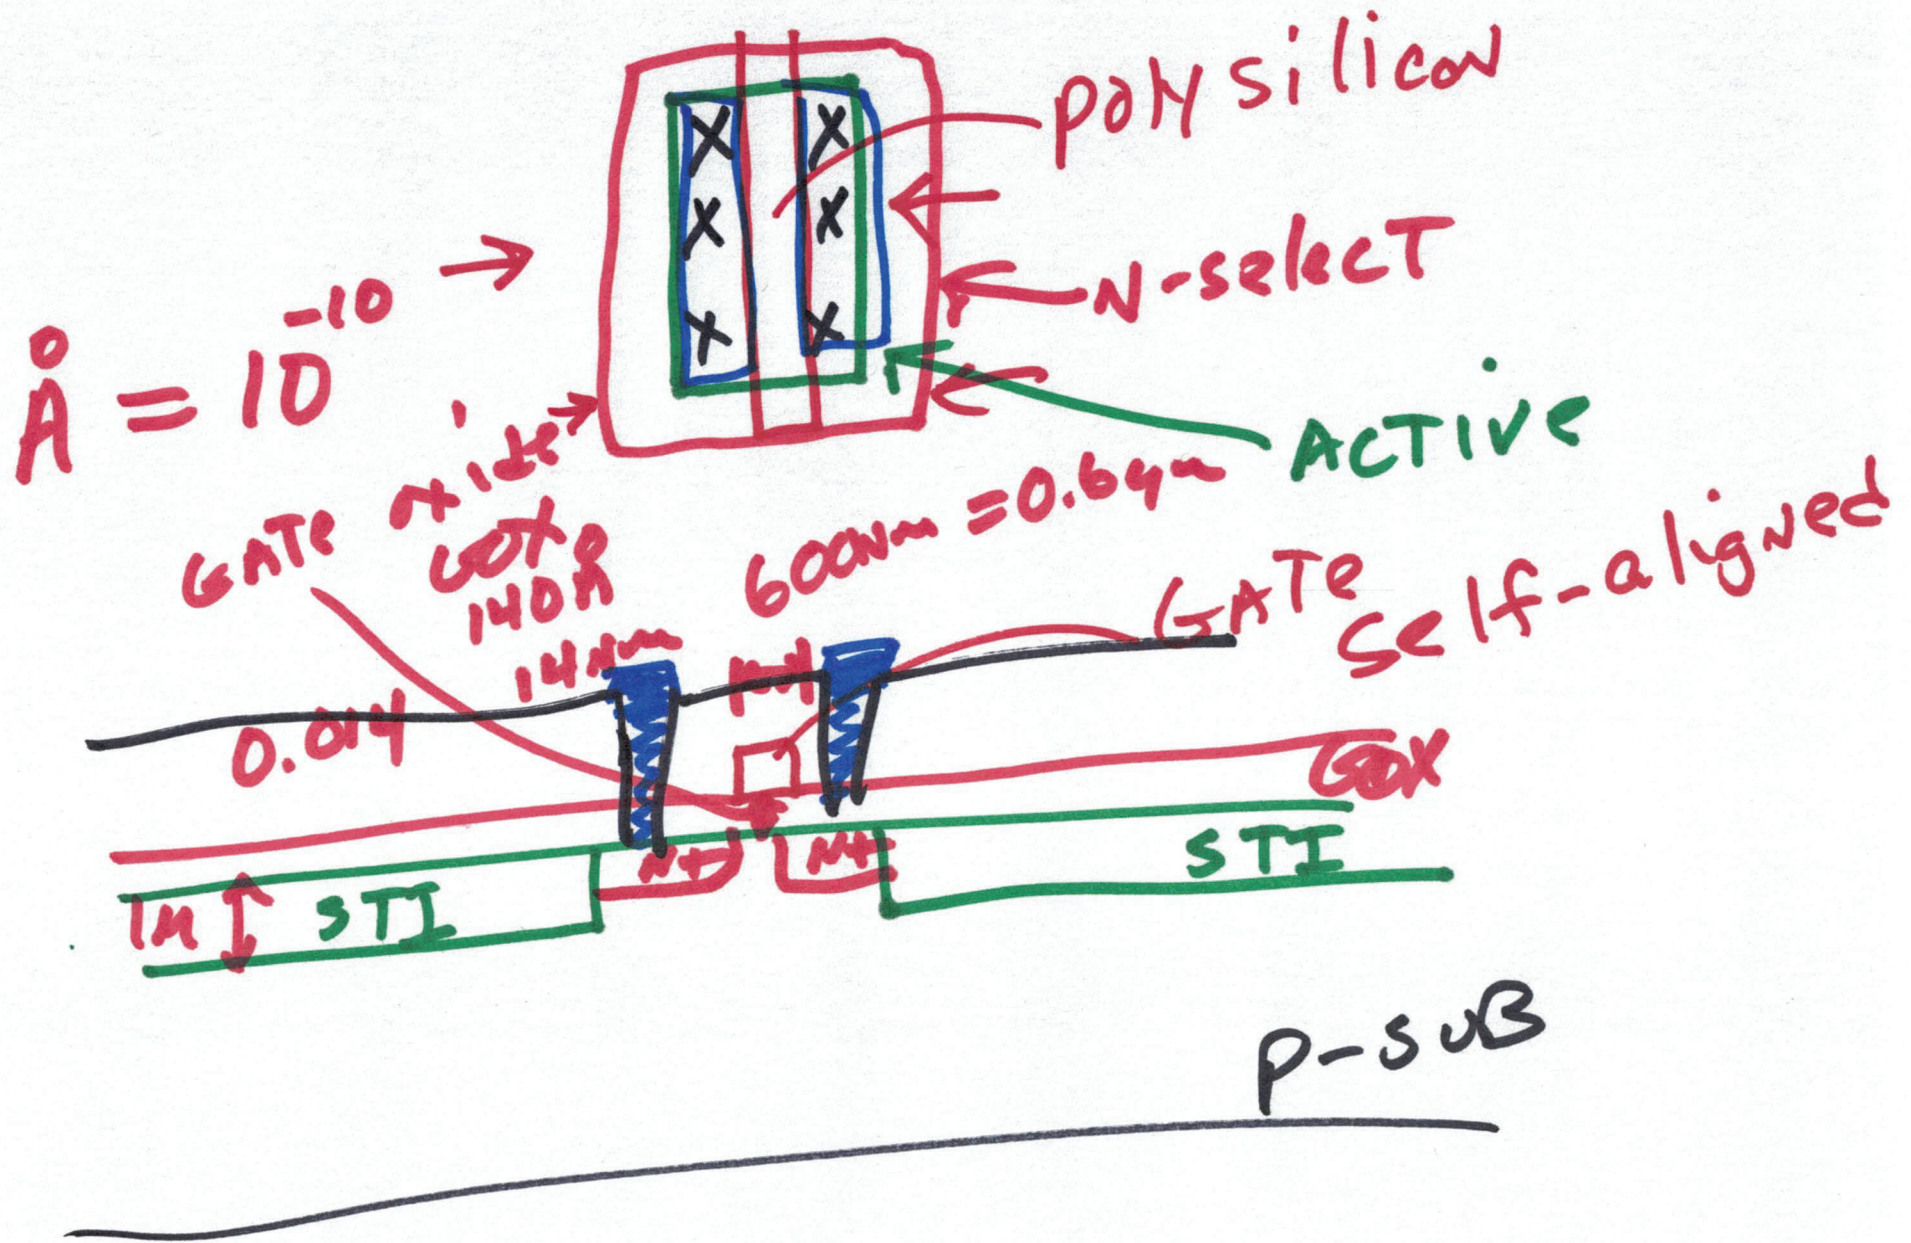 polysilicon
N-select
Å = 10^-10
ACTIVE
GATE oxide
GOX
140Å
14nm
0.014
600nm = 0.6µm
GATE
Self-aligned
X X
X X
X X
GOX
N+ N+
STI
1µ STI
P-SUB